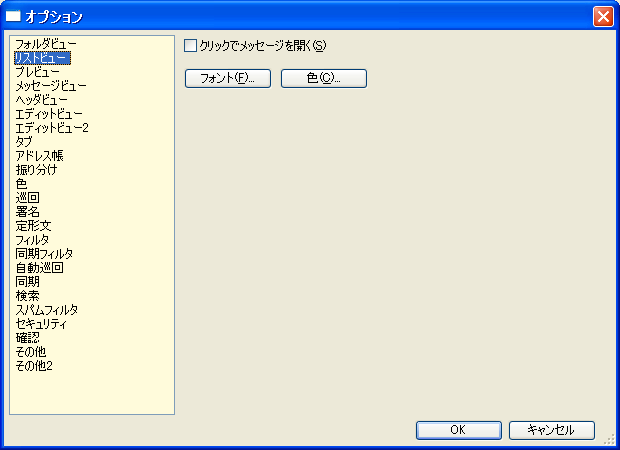 オプション
フォルダビュー
リストビュー
プレビュー
メッセージビュー
ヘッダビュー
エディットビュー
エディットビュー2
タブ
アドレス帳
振り分け
色
巡回
署名
定形文
フィルタ
同期フィルタ
自動巡回
同期
検索
スパムフィルタ
セキュリティ
確認
その他
その他2
クリックでメッセージを開く(S)
フォント(F)... 色(C)...
OK キャンセル